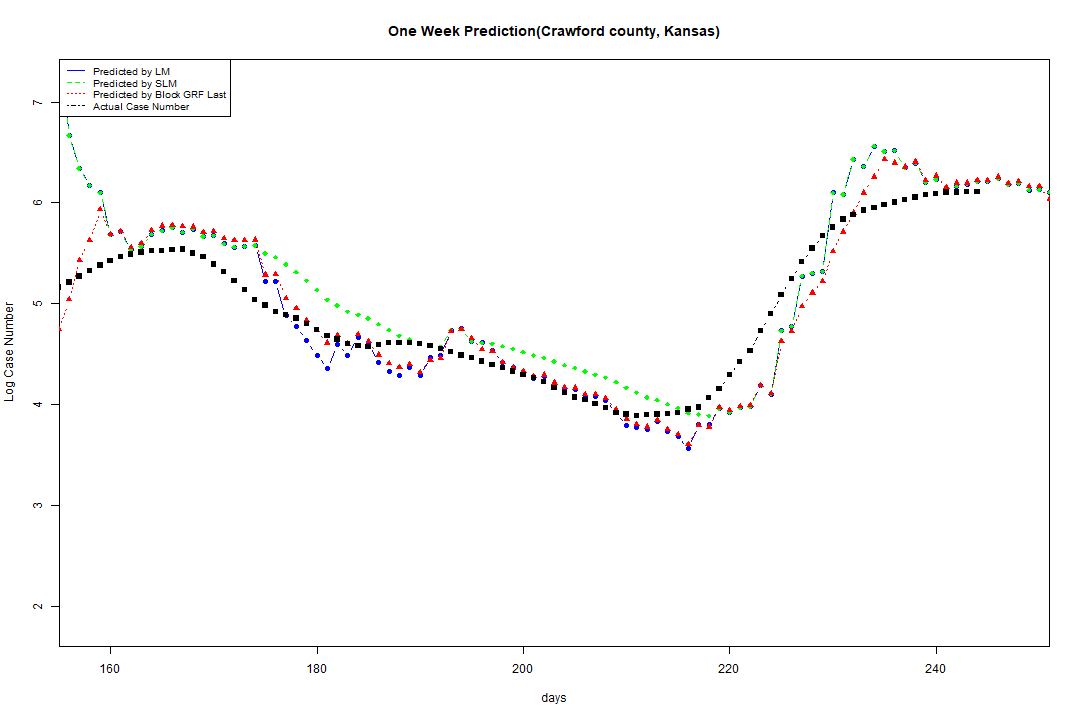 One Week Prediction(Crawford county, Kansas)
Predicted by LM
Predicted by SLM
Predicted by Block GRF Last
Actual Case Number
7
6
5
4
3
2
Log Case Number
160 180 200 220 240
days